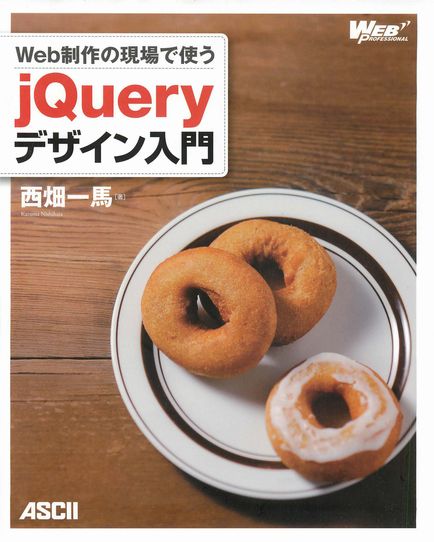 WEB PROFESSIONAL
Web制作の現場で使う
jQuery
デザイン入門
西畑一馬[著]
Kazuma Nishihata
ASCII